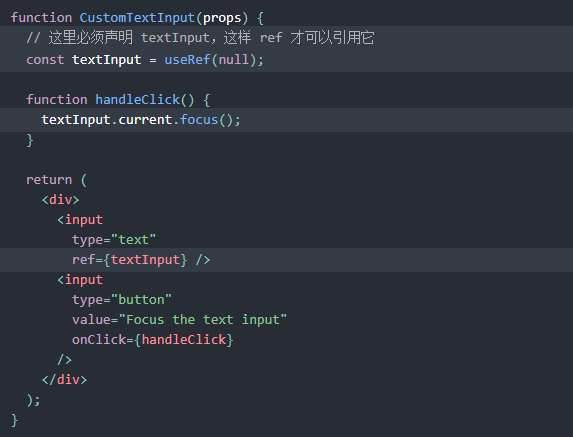 function CustomTextInput(props) {
  // 这里必须声明 textInput，这样 ref 才可以引用它
  const textInput = useRef(null);

  function handleClick() {
    textInput.current.focus();
  }

  return (
    <div>
      <input
        type="text"
        ref={textInput} />
      <input
        type="button"
        value="Focus the text input"
        onClick={handleClick}
      />
    </div>
  );
}